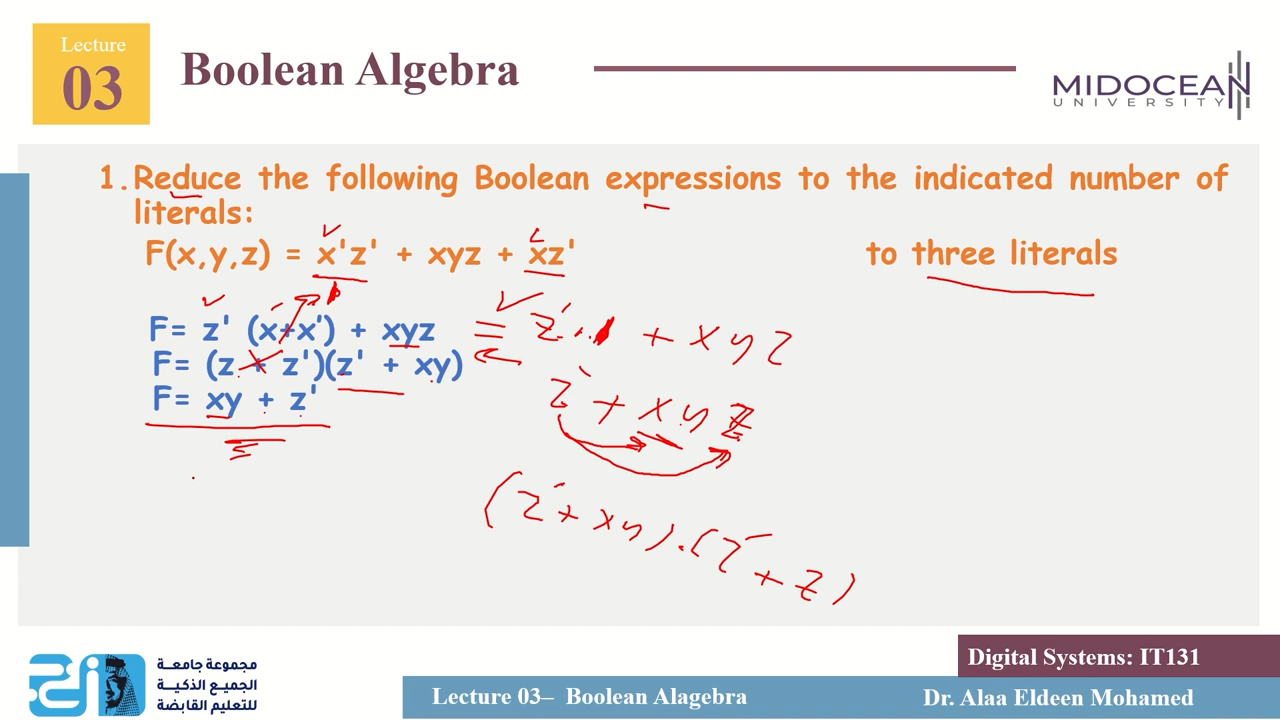 Lecture
03
Boolean Algebra
MIDOCEAN
UNIVERSITY
1. Reduce the following Boolean expressions to the indicated number of
literals:
F(x,y,z) = x'z' + xyz + xz' to three literals
F= z' (x+x') + xyz
F= (z + z')(z' + xy)
F= xy + z'
z'.1 + xyz
z' + xyz
(z' + xy).(z' + z)
مجموعة جامعة
الجميع الذكية
للتعليم القابضة
Digital Systems: IT131
Lecture 03– Boolean Alagebra
Dr. Alaa Eldeen Mohamed